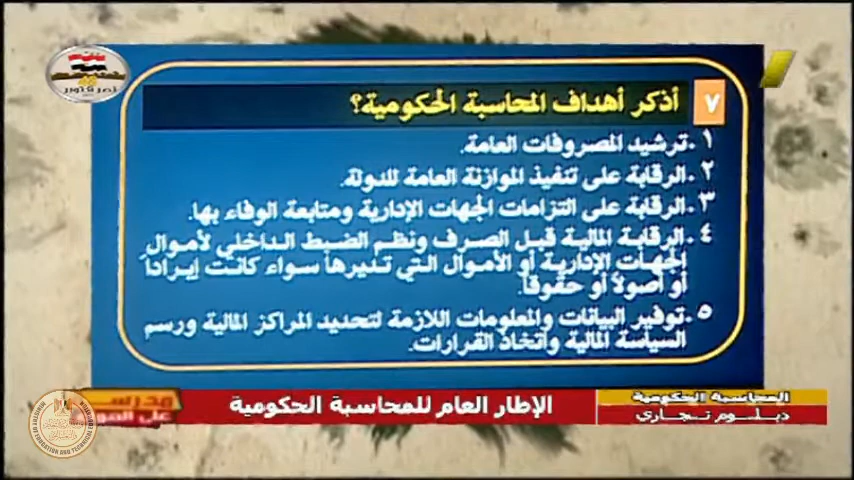 ٧ أذكر أهداف المحاسبة الحكومية؟
١. ترشيد المصروفات العامة.
٢. الرقابة على تنفيذ الموازنة العامة للدولة.
٣. الرقابة على التزامات الجهات الإدارية ومتابعة الوفاء بها.
٤. الرقابة المالية قبل الصرف ونظم الضبط الداخلي لأموال
الجهات الإدارية أو الأموال التي تديرها سواء كانت إيراداً
أو أصولاً أو حقوقاً.
٥. توفير البيانات والمعلومات اللازمة لتحديد المراكز المالية ورسم
السياسة المالية واتخاذ القرارات.
المحاسبة الحكومية
دبلوم تجاري
الإطار العام للمحاسبة الحكومية
مدرستنا